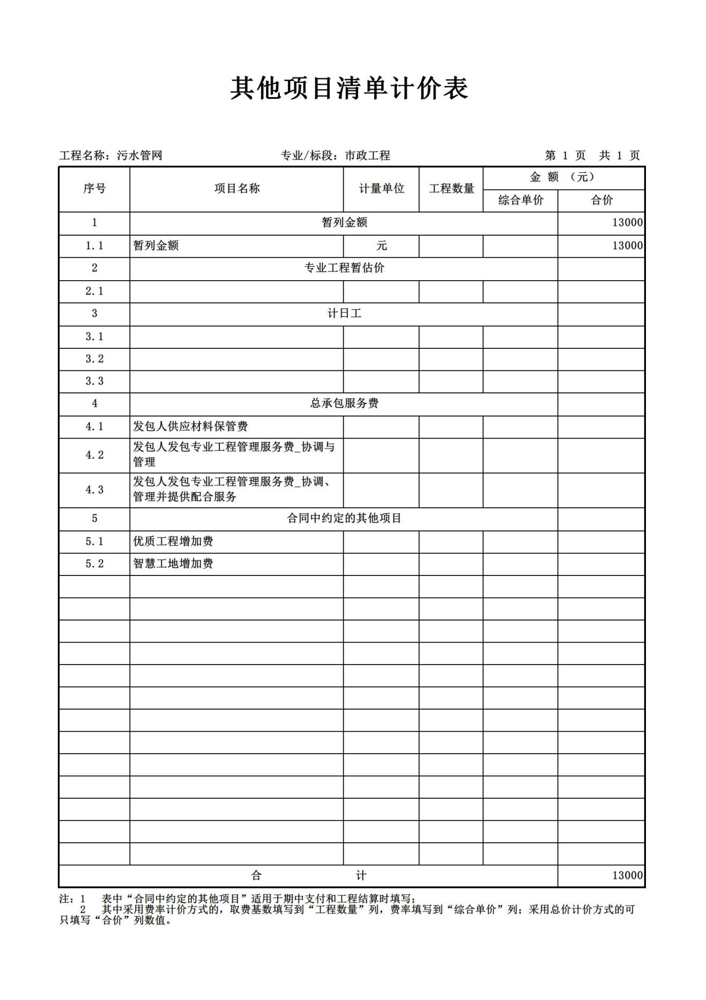 其他项目清单计价表
工程名称：污水管网 专业/标段：市政工程 第 1 页 共 1 页
序号 项目名称 计量单位 工程数量 金 额 （元）
综合单价 合价
1 暂列金额 13000
1.1 暂列金额 元 13000
2 专业工程暂估价
2.1
3 计日工
3.1
3.2
3.3
4 总承包服务费
4.1 发包人供应材料保管费
4.2 发包人发包专业工程管理服务费_协调与
管理
4.3 发包人发包专业工程管理服务费_协调、
管理并提供配合服务
5 合同中约定的其他项目
5.1 优质工程增加费
5.2 智慧工地增加费
合 计 13000
注：1 表中“合同中约定的其他项目”适用于期中支付和工程结算时填写；
2 其中采用费率计价方式的，取费基数填写到“工程数量”列，费率填写到“综合单价”列；采用总价计价方式的可
只填写“合价”列数值。